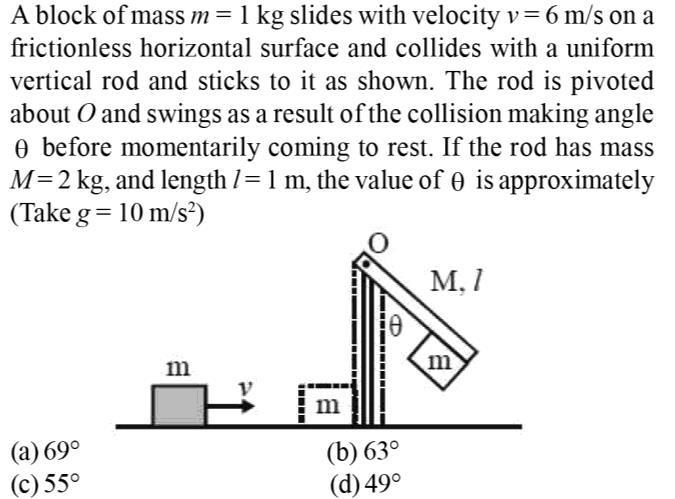 A block of mass m = 1 kg slides with velocity v = 6 m/s on a
frictionless horizontal surface and collides with a uniform
vertical rod and sticks to it as shown. The rod is pivoted
about O and swings as a result of the collision making angle
θ before momentarily coming to rest. If the rod has mass
M = 2 kg, and length l = 1 m, the value of θ is approximately
(Take g = 10 m/s²)
O
M, l
θ
m
m
v
m
(a) 69° (b) 63°
(c) 55° (d) 49°